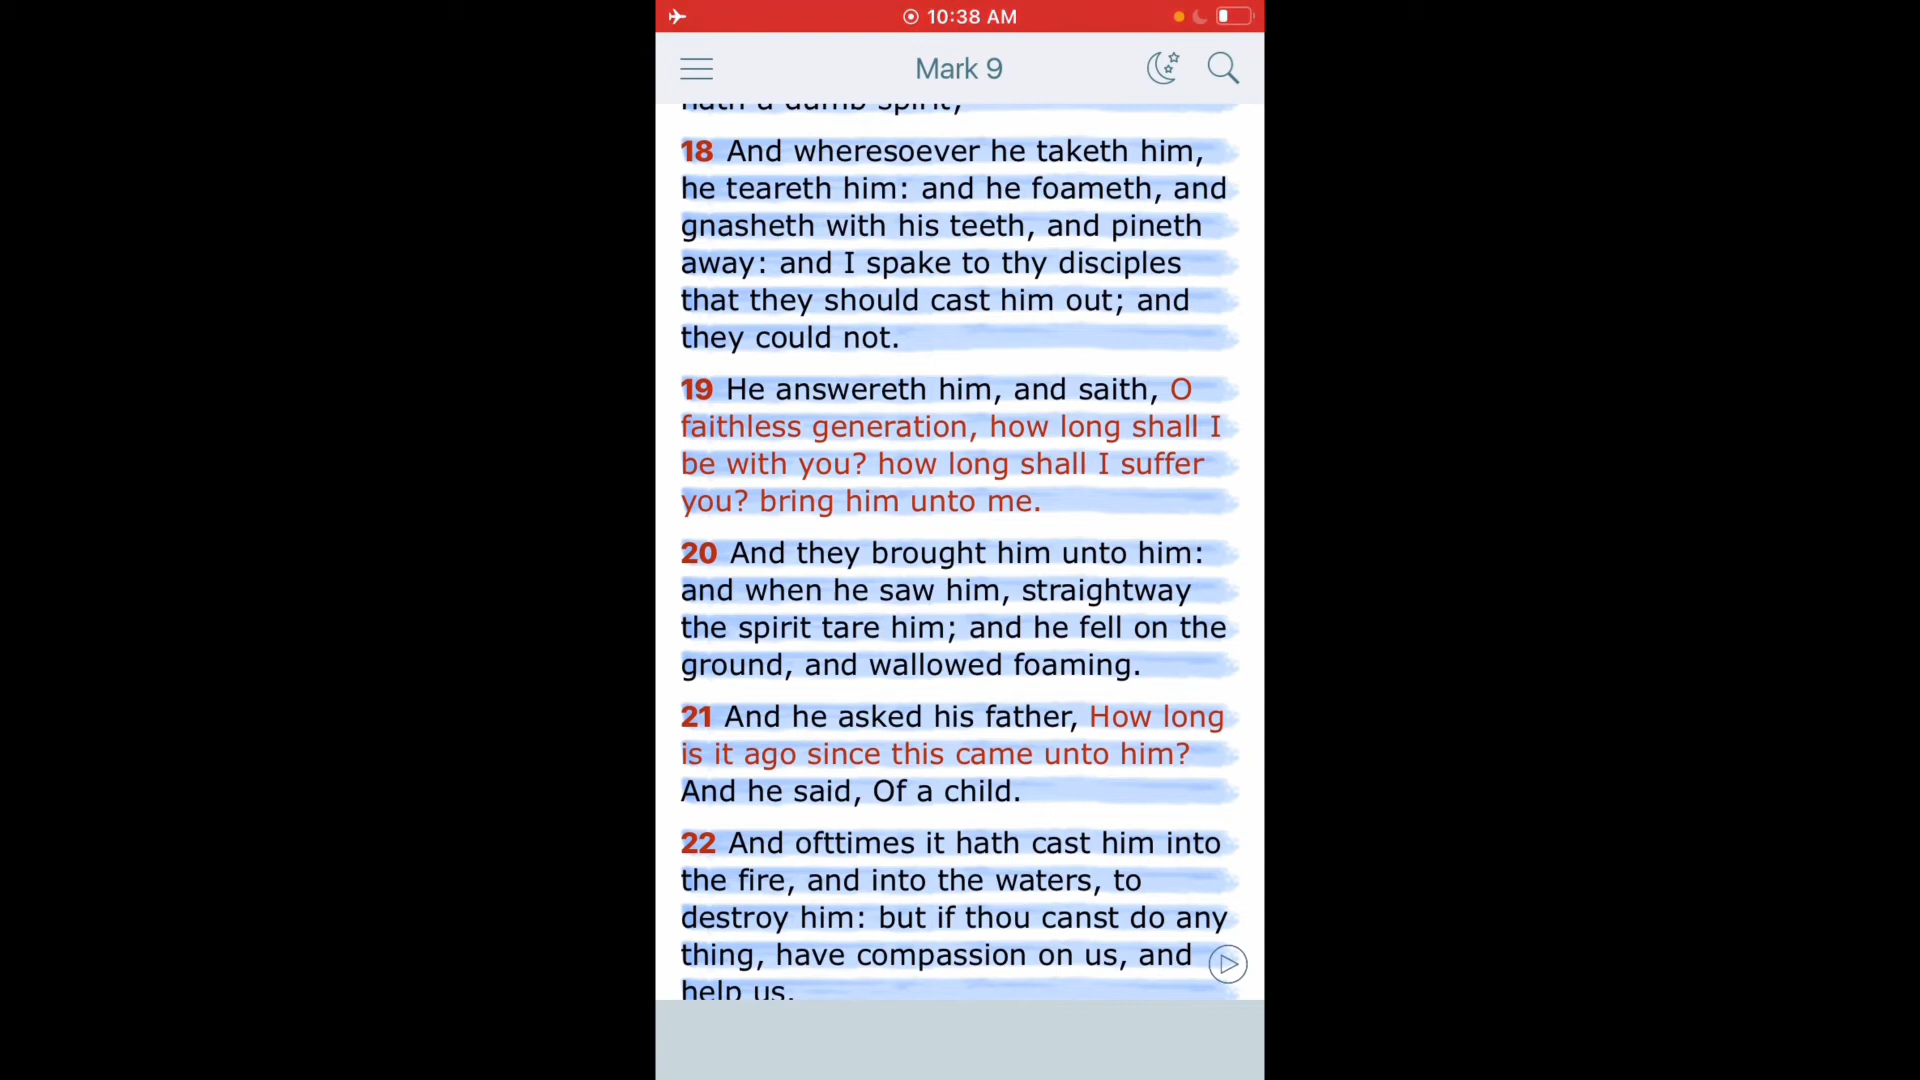 10:38 AM
Mark 9
hath a dumb spirit;
18 And wheresoever he taketh him,
he teareth him: and he foameth, and
gnasheth with his teeth, and pineth
away: and I spake to thy disciples
that they should cast him out; and
they could not.
19 He answereth him, and saith, O
faithless generation, how long shall I
be with you? how long shall I suffer
you? bring him unto me.
20 And they brought him unto him:
and when he saw him, straightway
the spirit tare him; and he fell on the
ground, and wallowed foaming.
21 And he asked his father, How long
is it ago since this came unto him?
And he said, Of a child.
22 And ofttimes it hath cast him into
the fire, and into the waters, to
destroy him: but if thou canst do any
thing, have compassion on us, and
help us.